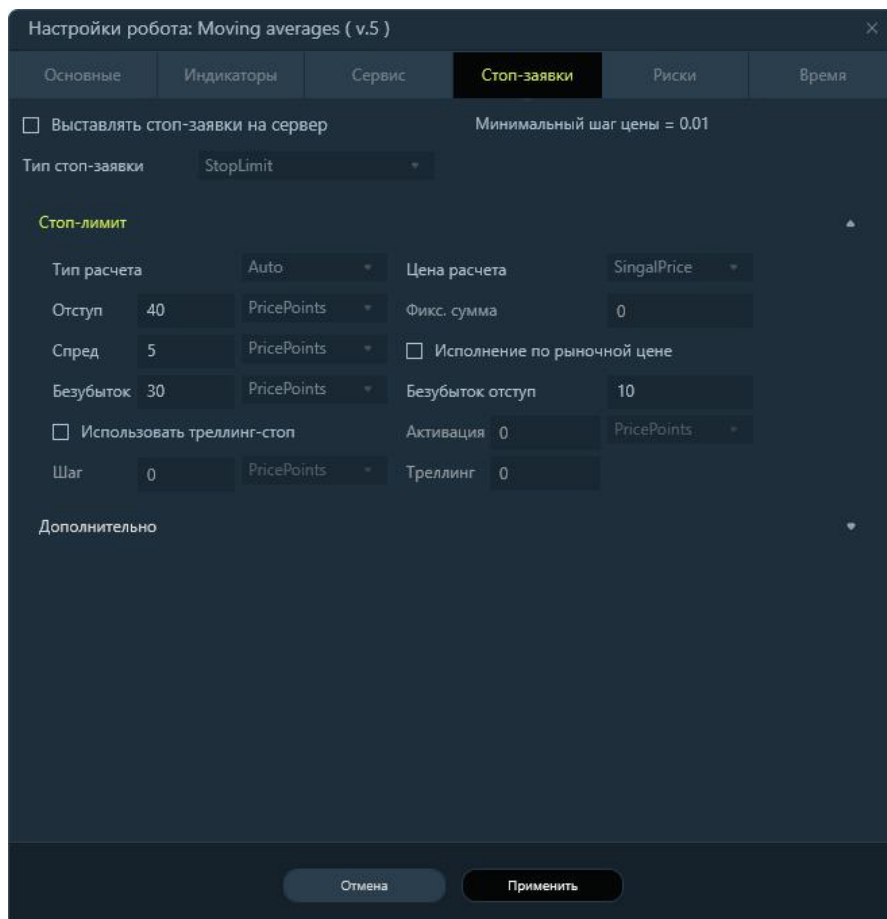 Настройки робота: Moving averages ( v.5 )
Основные Индикаторы Сервис Стоп-заявки Риски Время
Выставлять стоп-заявки на сервер Минимальный шаг цены = 0.01
Тип стоп-заявки StopLimit
Стоп-лимит
Тип расчета Auto Цена расчета SingalPrice
Отступ 40 PricePoints Фикс. сумма 0
Спред 5 PricePoints Исполнение по рыночной цене
Безубыток 30 PricePoints Безубыток отступ 10
Использовать треллинг-стоп Активация 0 PricePoints
Шаг 0 PricePoints Треллинг 0
Дополнительно
Отмена Применить